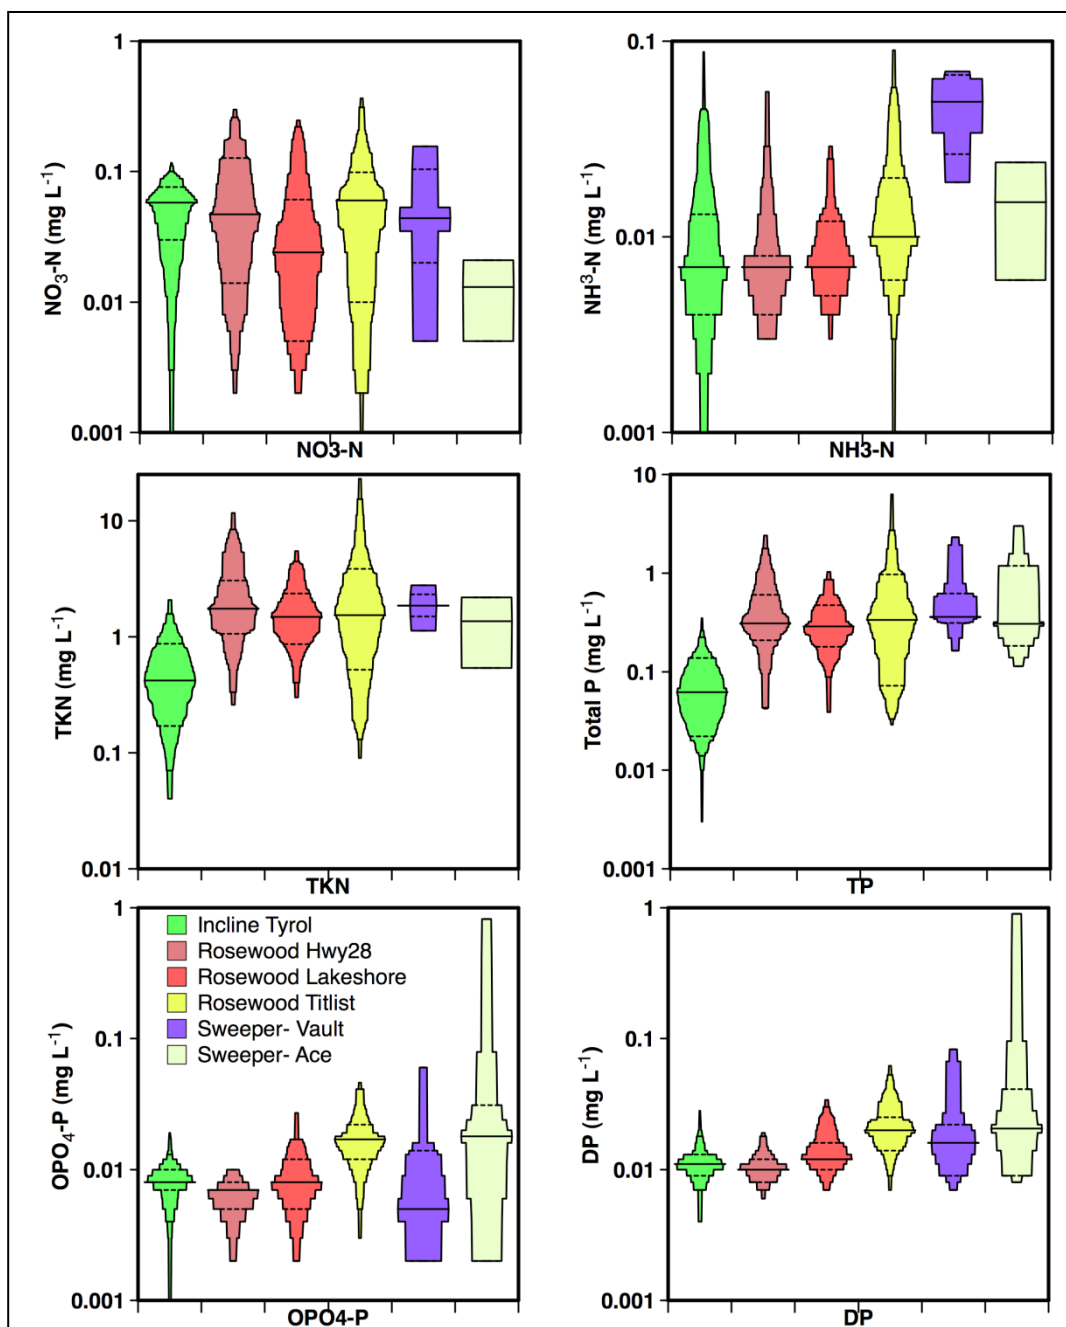 1
0.1
0.01
0.001
NO3-N (mg L-1)
NO3-N
0.1
0.01
0.001
NH3-N (mg L-1)
NH3-N
10
1
0.1
0.01
TKN (mg L-1)
TKN
10
1
0.1
0.01
0.001
Total P (mg L-1)
TP
1
0.1
0.01
0.001
OPO4-P (mg L-1)
Incline Tyrol
Rosewood Hwy28
Rosewood Lakeshore
Rosewood Titlist
Sweeper- Vault
Sweeper- Ace
OPO4-P
1
0.1
0.01
0.001
DP (mg L-1)
DP